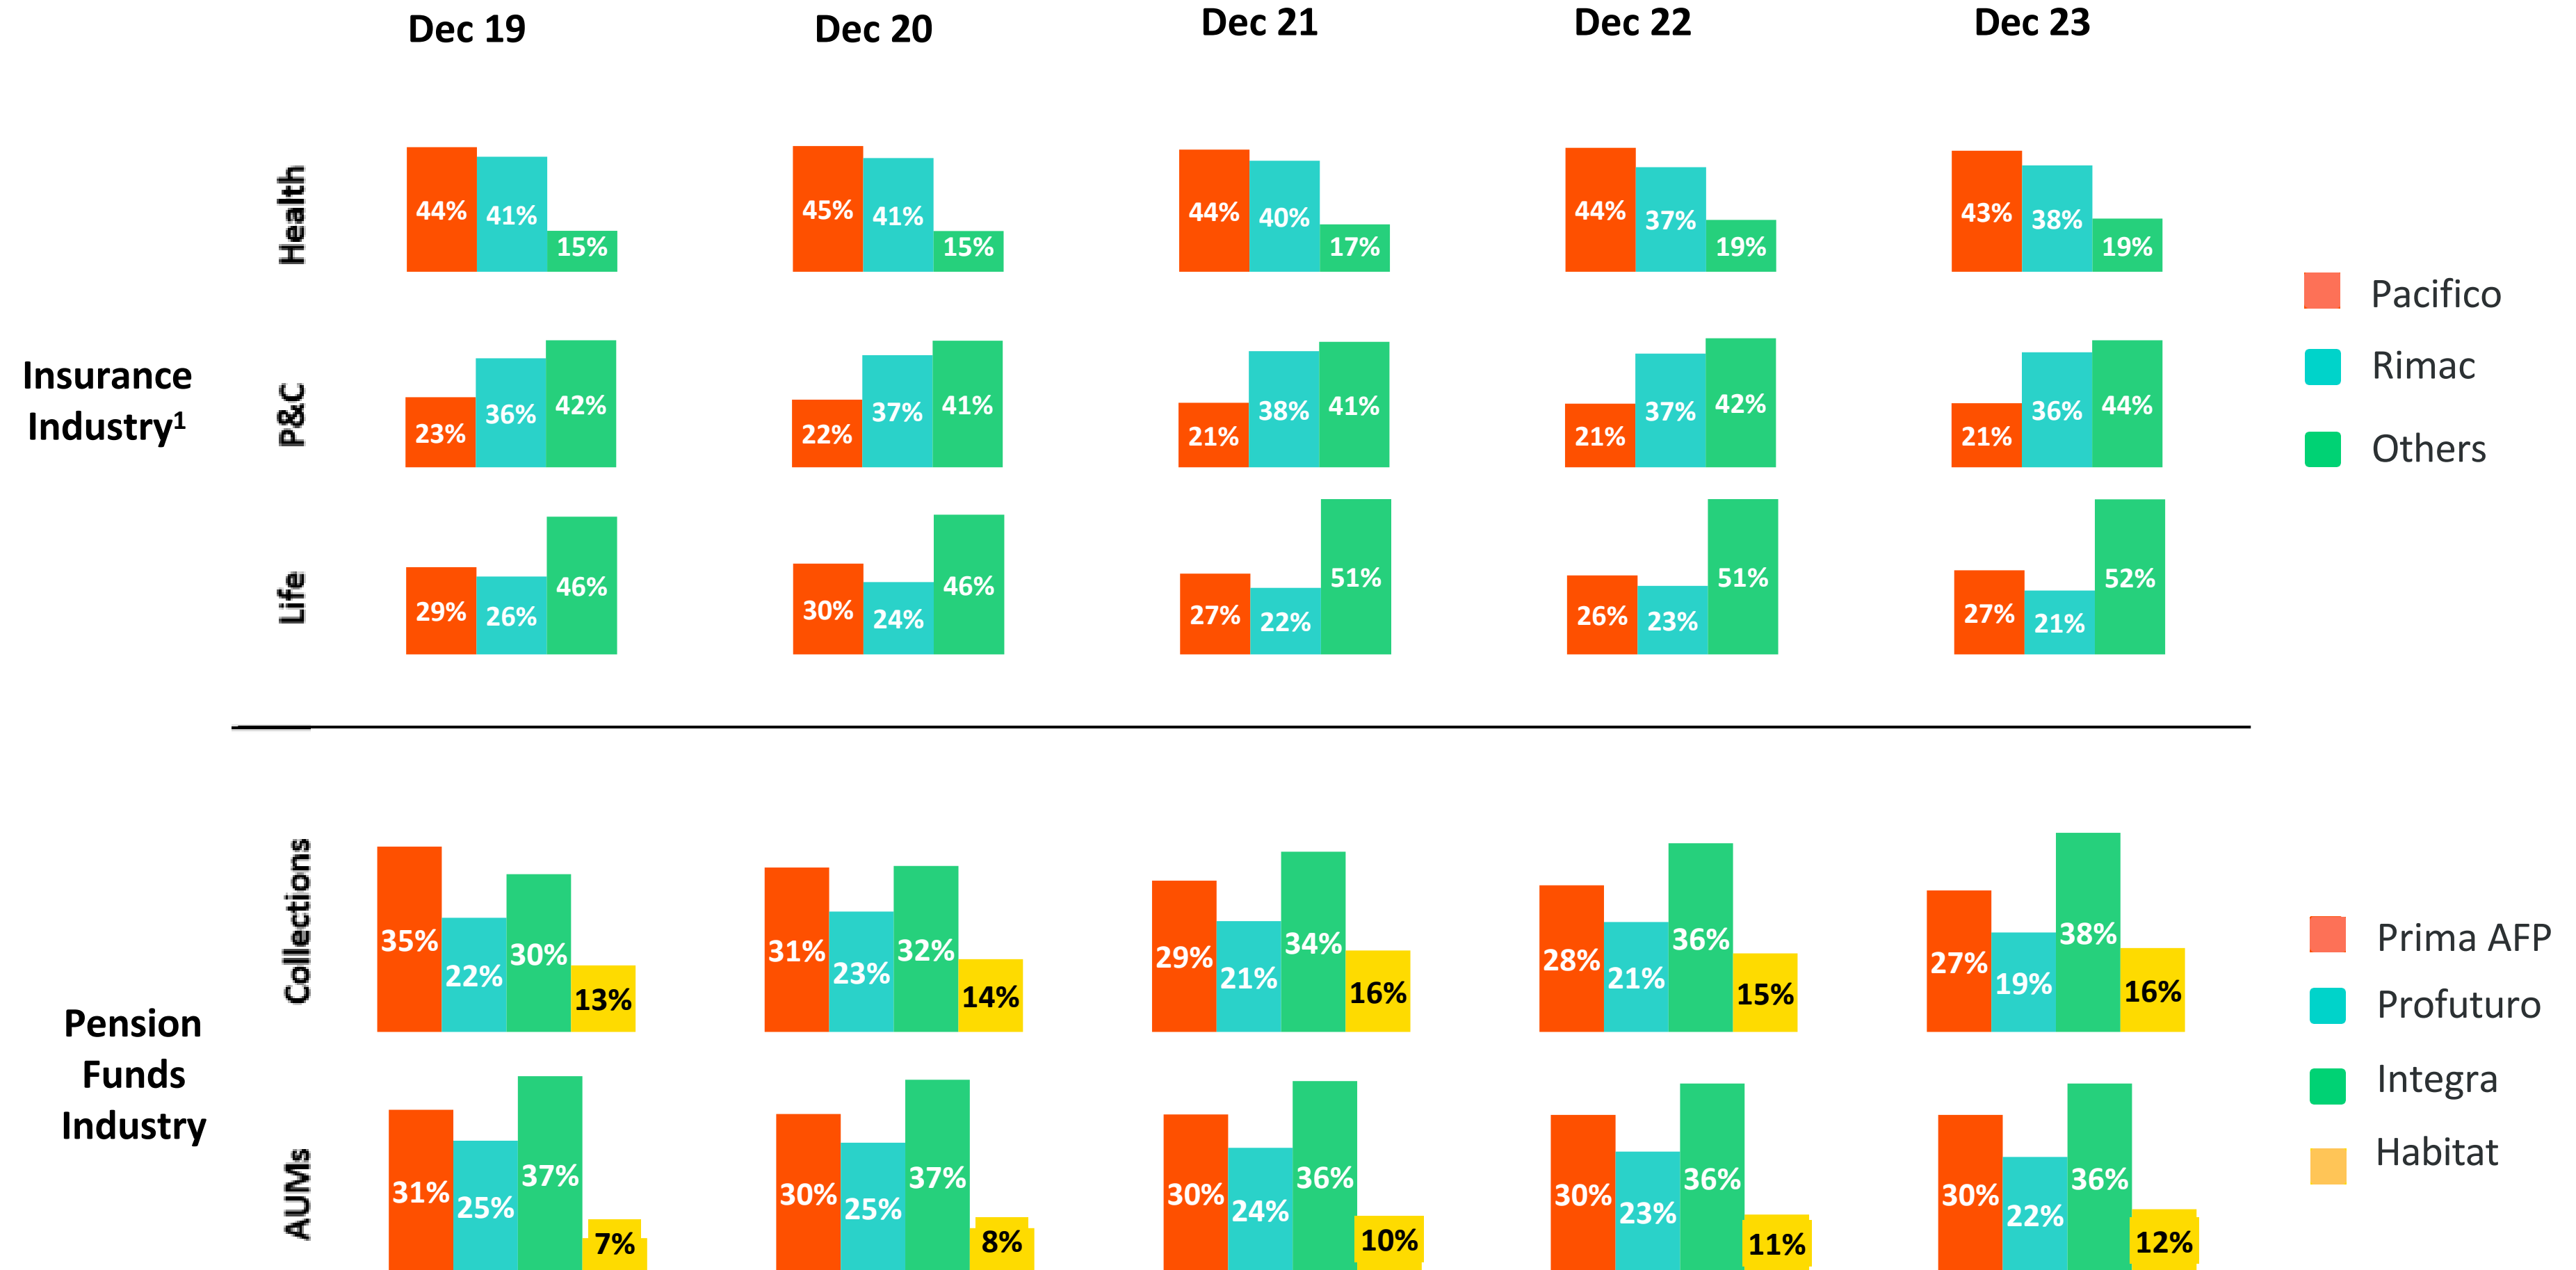 Dec 19 Dec 20 Dec 21 Dec 22 Dec 23
Health
44% 41% 15% 45% 41% 15% 44% 40% 17% 44% 37% 19% 43% 38% 19%
Insurance
Industry¹
P&C
23% 36% 42% 22% 37% 41% 21% 38% 41% 21% 37% 42% 21% 36% 44%
Life
29% 26% 46% 30% 24% 46% 27% 22% 51% 26% 23% 51% 27% 21% 52%
Pacifico
Rimac
Others
Pension
Funds
Industry
Collections
35% 22% 30% 13% 31% 23% 32% 14% 29% 21% 34% 16% 28% 21% 36% 15% 27% 19% 38% 16%
AUMs
31% 25% 37% 7% 30% 25% 37% 8% 30% 24% 36% 10% 30% 23% 36% 11% 30% 22% 36% 12%
Prima AFP
Profuturo
Integra
Habitat